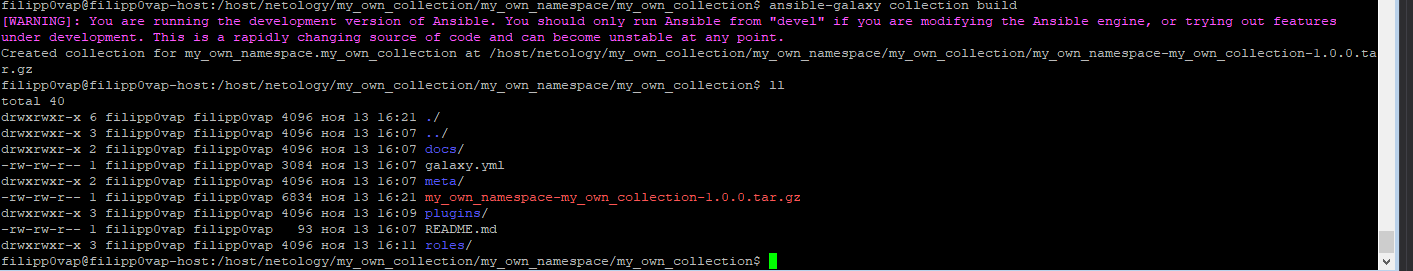 filipp0vap@filipp0vap-host:/host/netology/my_own_collection/my_own_namespace/my_own_collection$ ansible-galaxy collection build
[WARNING]: You are running the development version of Ansible. You should only run Ansible from "devel" if you are modifying the Ansible engine, or trying out features
under development. This is a rapidly changing source of code and can become unstable at any point.
Created collection for my_own_namespace.my_own_collection at /host/netology/my_own_collection/my_own_namespace/my_own_collection/my_own_namespace-my_own_collection-1.0.0.ta
r.gz
filipp0vap@filipp0vap-host:/host/netology/my_own_collection/my_own_namespace/my_own_collection$ ll
total 40
drwxrwxr-x 6 filipp0vap filipp0vap 4096 ноя 13 16:21 ./
drwxrwxr-x 3 filipp0vap filipp0vap 4096 ноя 13 16:07 ../
drwxrwxr-x 2 filipp0vap filipp0vap 4096 ноя 13 16:07 docs/
-rw-rw-r-- 1 filipp0vap filipp0vap 3084 ноя 13 16:07 galaxy.yml
drwxrwxr-x 2 filipp0vap filipp0vap 4096 ноя 13 16:07 meta/
-rw-rw-r-- 1 filipp0vap filipp0vap 6834 ноя 13 16:21 my_own_namespace-my_own_collection-1.0.0.tar.gz
drwxrwxr-x 3 filipp0vap filipp0vap 4096 ноя 13 16:09 plugins/
-rw-rw-r-- 1 filipp0vap filipp0vap   93 ноя 13 16:07 README.md
drwxrwxr-x 3 filipp0vap filipp0vap 4096 ноя 13 16:11 roles/
filipp0vap@filipp0vap-host:/host/netology/my_own_collection/my_own_namespace/my_own_collection$